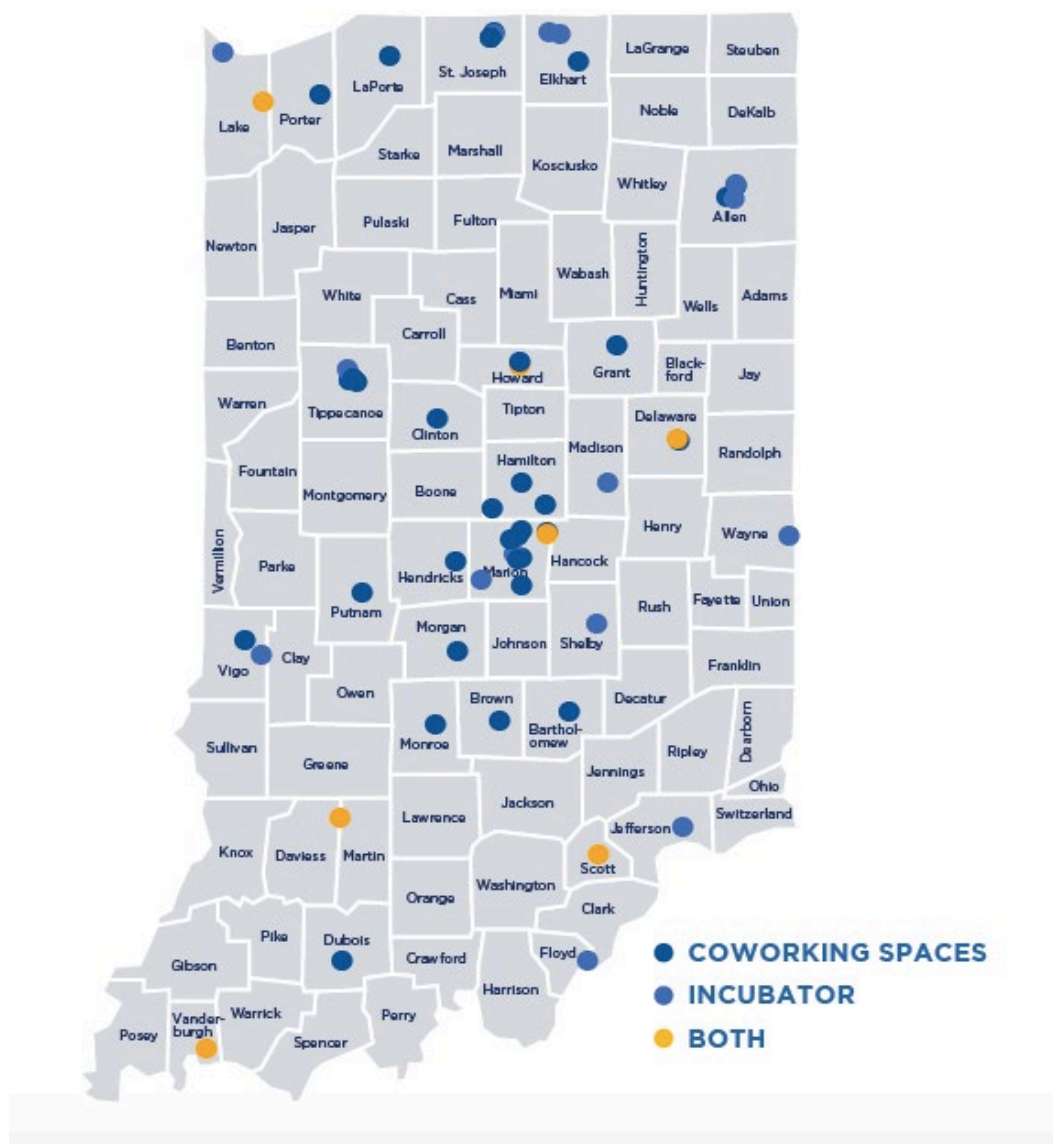 LaGrange
Steuben
St. Joseph
Elkhart
LaPorte
Noble
DeKalb
Porter
Lake
Starke
Marshall
Kosciusko
Whitley
Allen
Pulaski
Fulton
Jasper
Newton
Wabash
Huntington
White
Cass
Miami
Wells
Adams
Carroll
Benton
Howard
Grant
Black-
ford
Jay
Warren
Tippecanoe
Clinton
Tipton
Delaware
Madison
Randolph
Hamilton
Fountain
Montgomery
Boone
Henry
Wayne
Vermillion
Parke
Hendricks
Marion
Hancock
Putnam
Rush
Fayette
Union
Morgan
Johnson
Shelby
Vigo
Clay
Franklin
Owen
Brown
Decatur
Barthol-
omew
Monroe
Dearborn
Sullivan
Greene
Ripley
Jennings
Ohio
Jackson
Lawrence
Switzerland
Jefferson
Knox
Daviess
Martin
Scott
Washington
Orange
Clark
Pike
Dubois
Floyd
Crawford
Gibson
Harrison
Warrick
Perry
Vander-
burgh
Posey
Spencer
COWORKING SPACES
INCUBATOR
BOTH